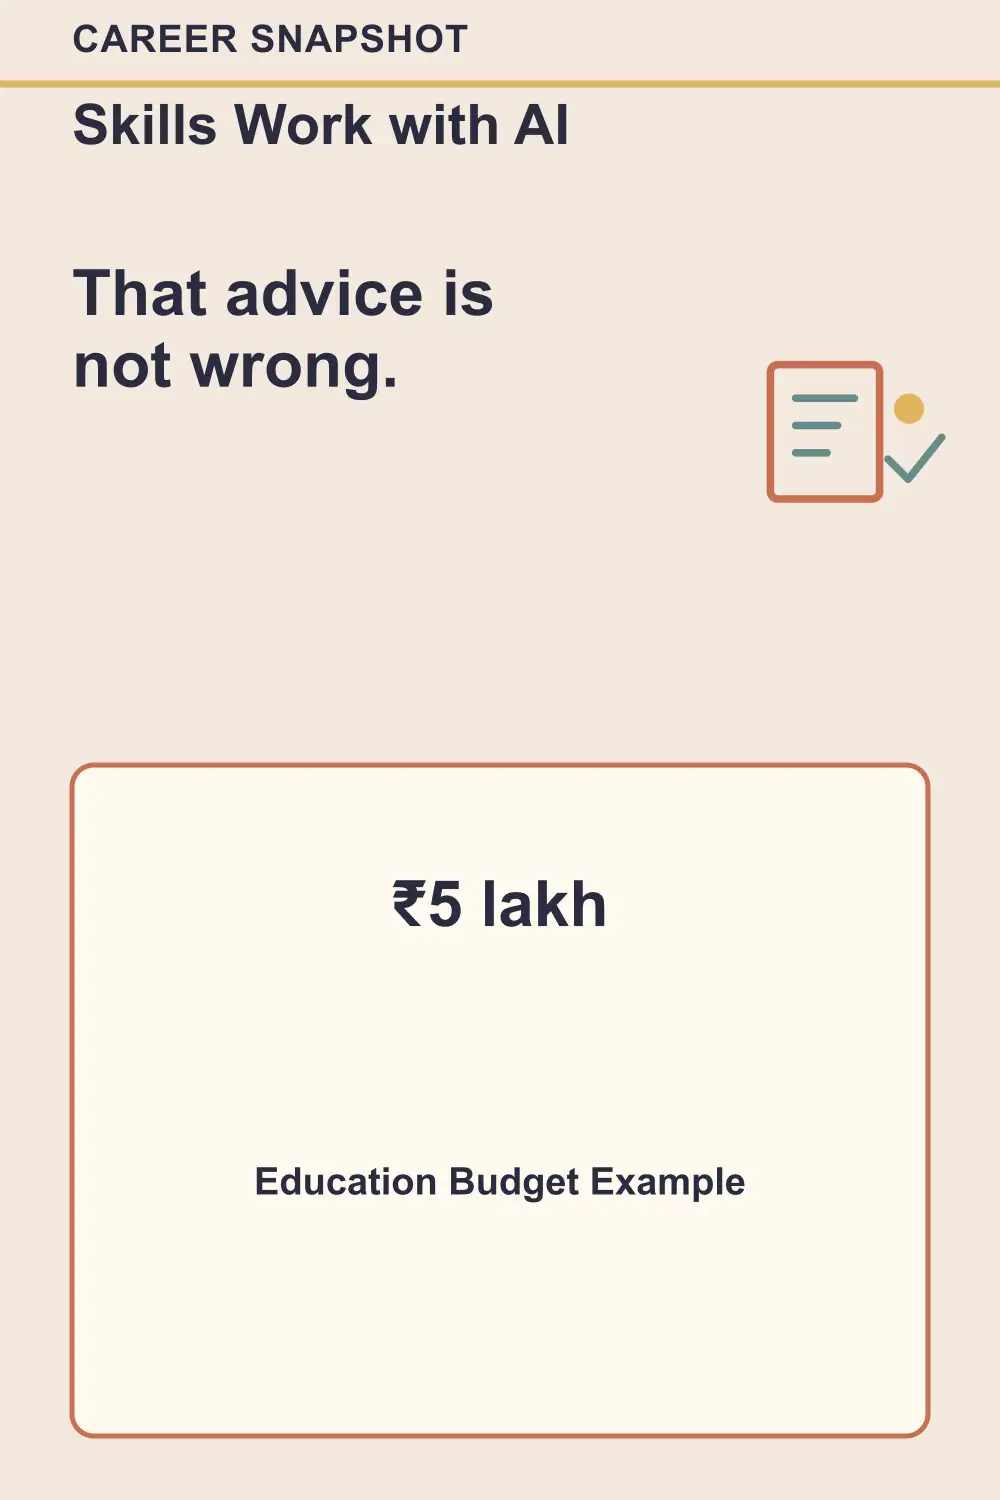 CAREER SNAPSHOT
Skills Work with AI
That advice is
not wrong.
₹5 lakh
Education Budget Example